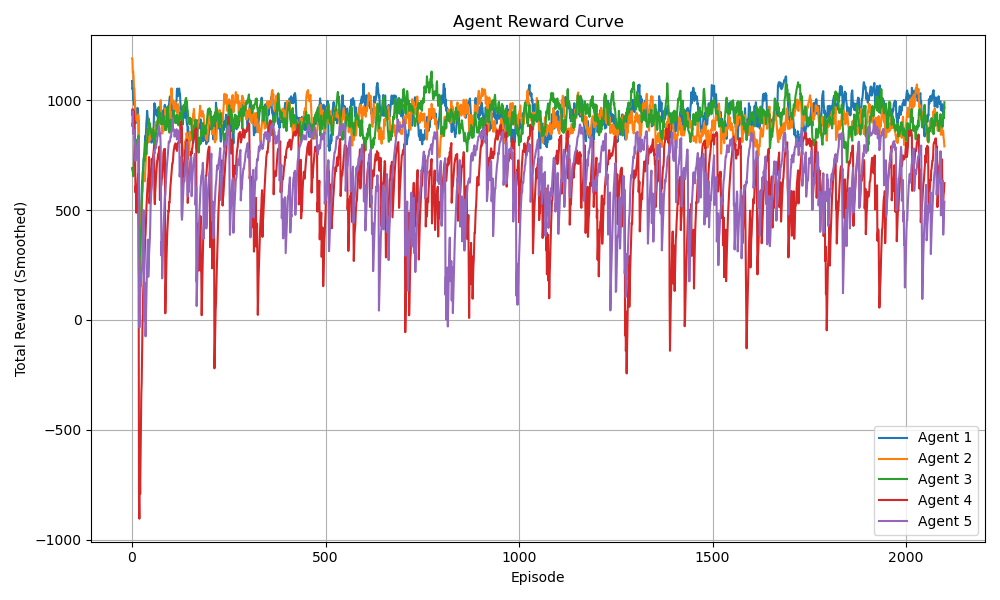 Agent Reward Curve
Total Reward (Smoothed)
1000
500
0
−500
−1000
0
500
1000
1500
2000
Episode
Agent 1
Agent 2
Agent 3
Agent 4
Agent 5